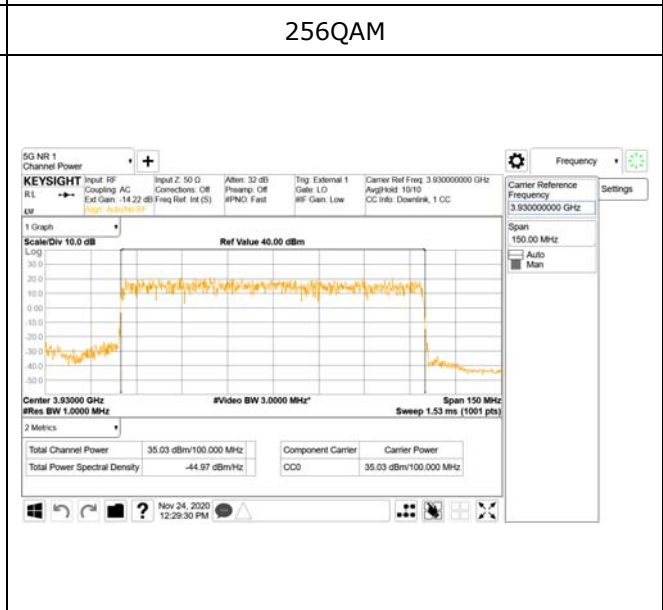 256QAM
5G NR 1
Channel Power
+
Frequency
KEYSIGHT
RL
Input: RF
Coupling: AC
Ext Gain: -14.22 dB
Align: Auto/No RF
Input Z: 50 Ω
Corrections: Off
Freq Ref: Int (S)
Atten: 32 dB
Preamp: Off
#PNO: Fast
Trig: External 1
Gate: LO
#IF Gain: Low
Carrier Ref Freq: 3.930000000 GHz
Avg|Hold: 10/10
CC Info: Downlink, 1 CC
Carrier Reference
Frequency
3.930000000 GHz
Settings
Span
150.00 MHz
Auto
Man
1 Graph
Scale/Div 10.0 dB
Ref Value 40.00 dBm
Log
30.0
20.0
10.0
0.00
-10.0
-20.0
-30.0
-40.0
-50.0
Center 3.93000 GHz
#Video BW 3.0000 MHz*
Span 150 MHz
#Res BW 1.0000 MHz
Sweep 1.53 ms (1001 pts)
2 Metrics
Total Channel Power 35.03 dBm/100.000 MHz
Total Power Spectral Density -44.97 dBm/Hz
Component Carrier Carrier Power
CC0 35.03 dBm/100.000 MHz
?
Nov 24, 2020
12:29:30 PM